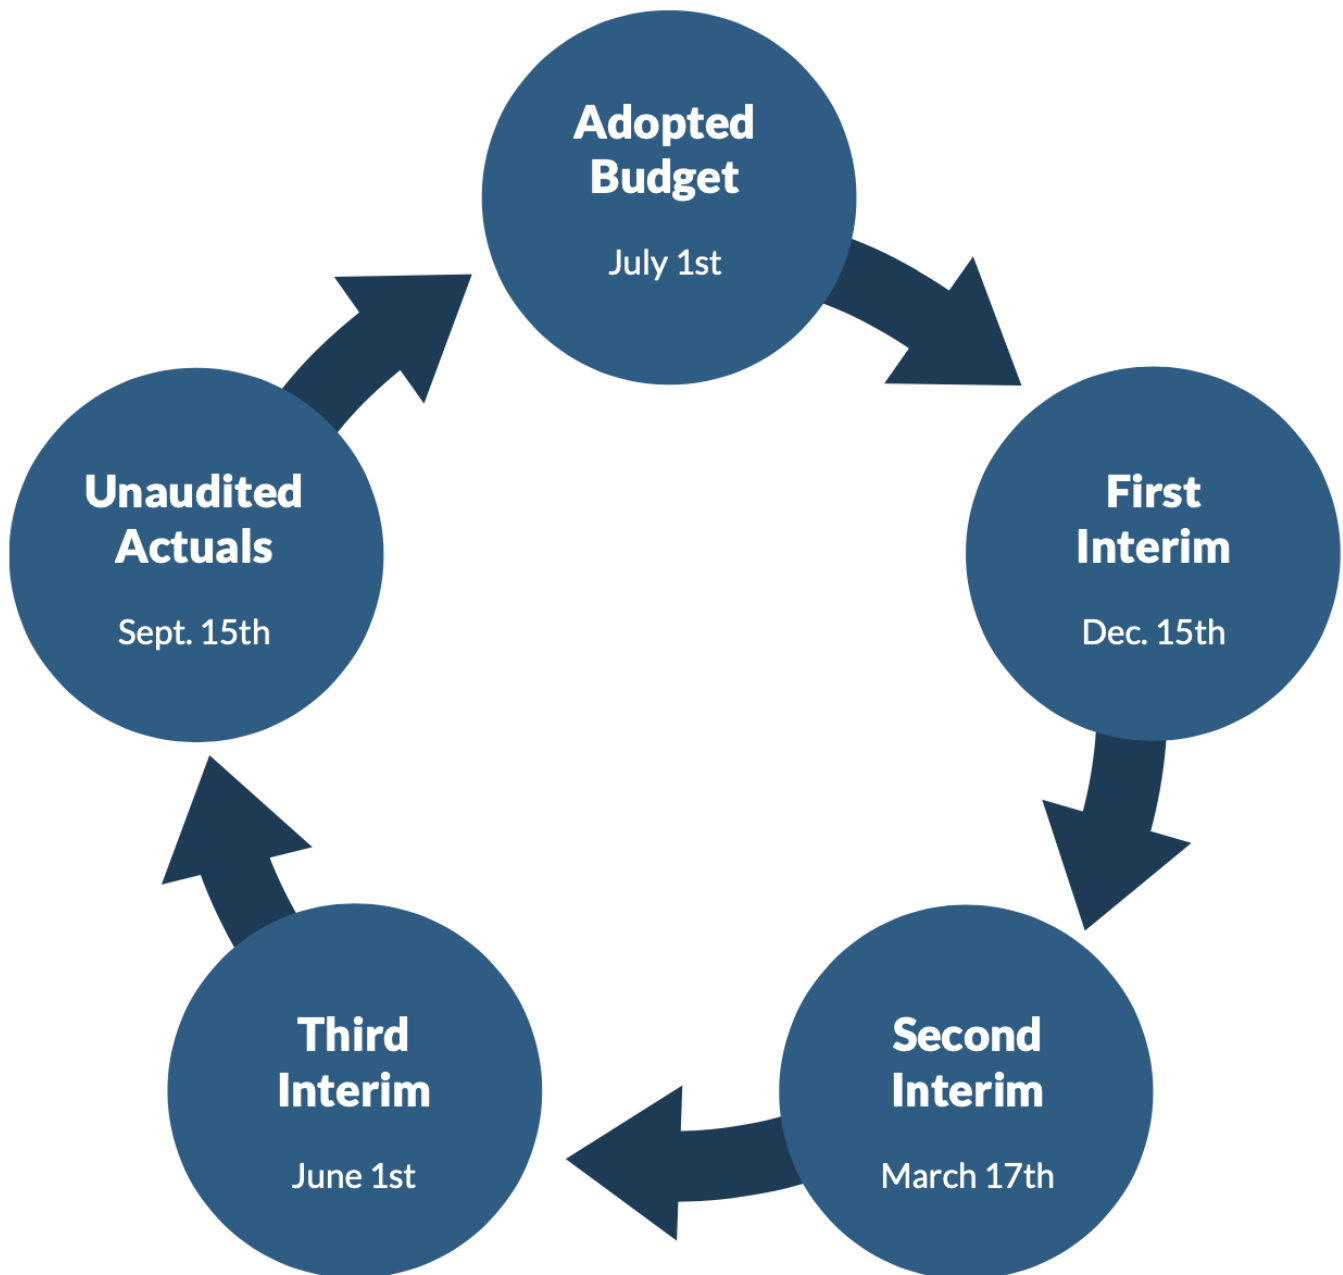 Adopted
Budget
July 1st
First
Interim
Dec. 15th
Second
Interim
March 17th
Third
Interim
June 1st
Unaudited
Actuals
Sept. 15th